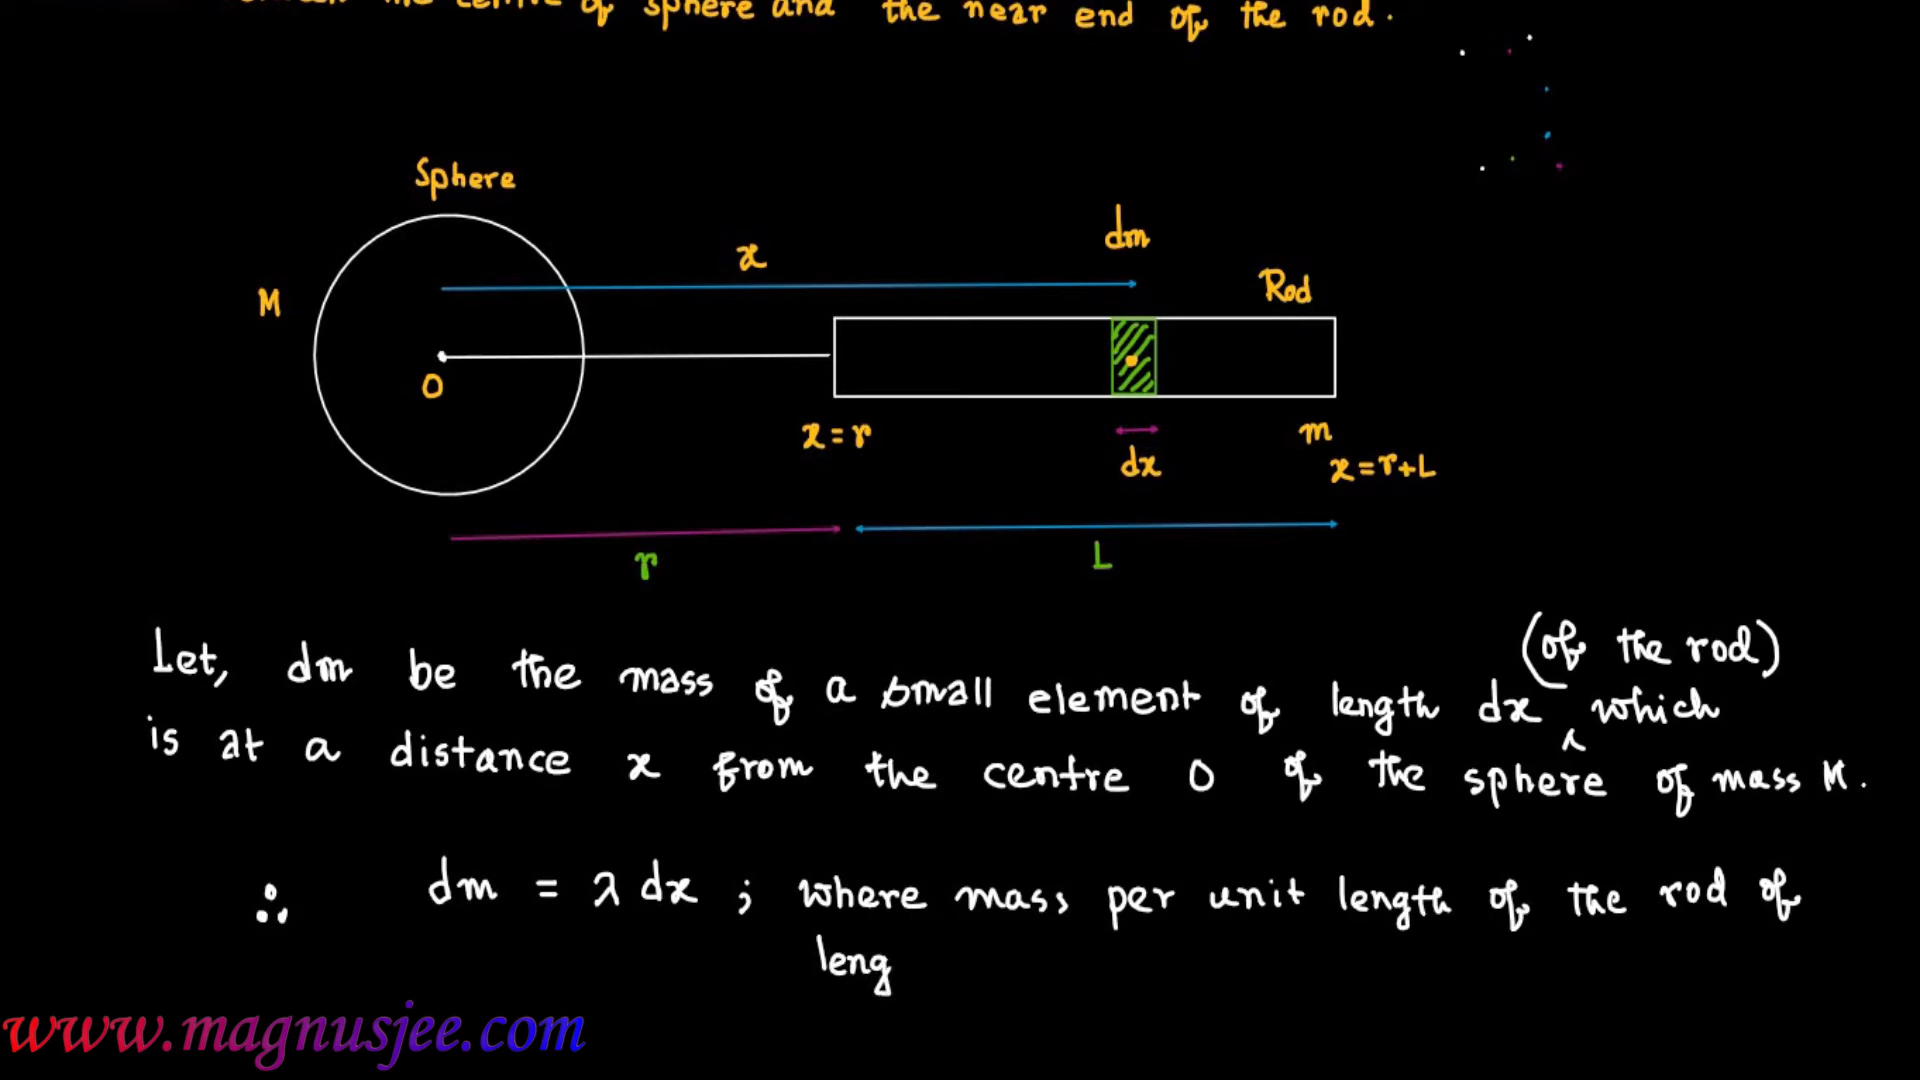 the centre of sphere and the near end of the rod.
Sphere
dm
x
Rod
M
O
x = r
m
dx
x = r+L
r
L
(of the rod)
Let, dm be the mass of a small element of length dx ^ which
is at a distance x from the centre O of the sphere of mass M.
∴ dm = λ dx ; where mass per unit length of the rod of
leng
www.magnusjee.com